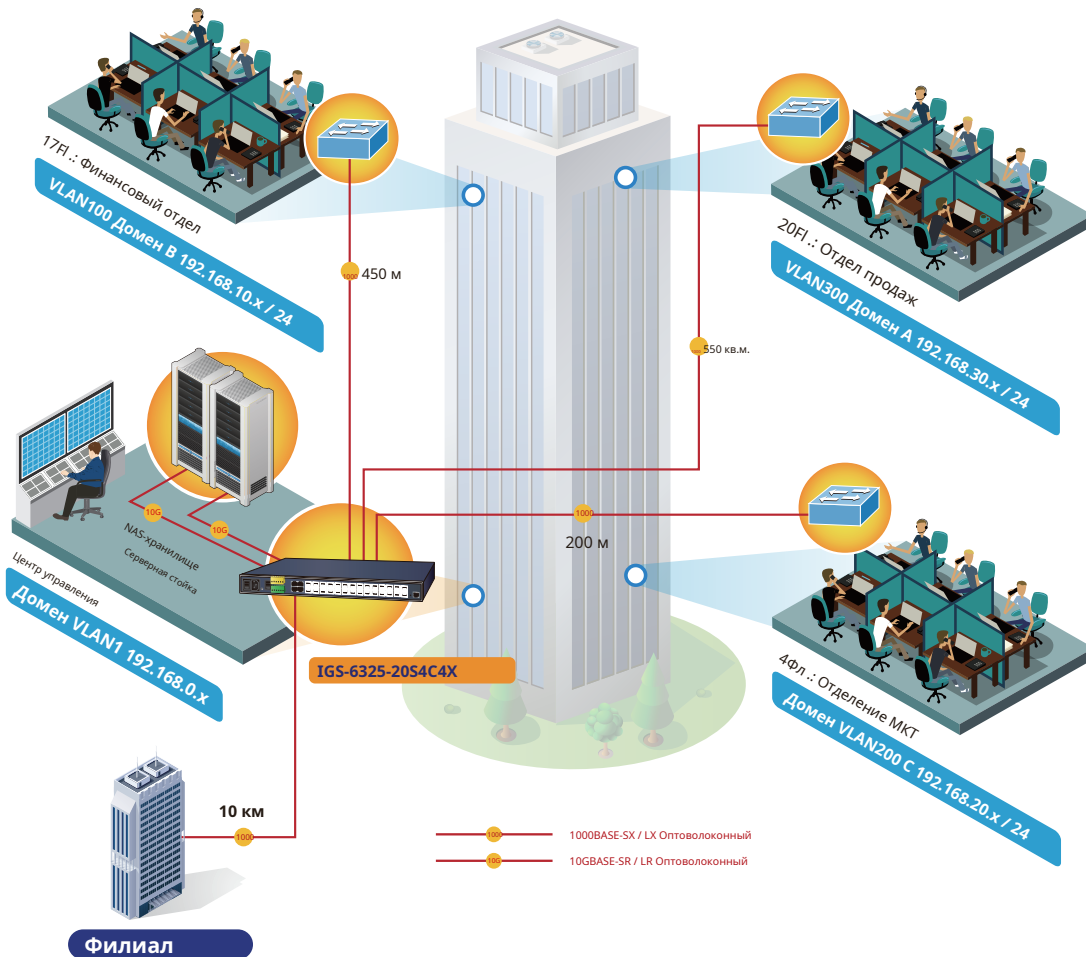 17Fl .: Финансовый отдел
VLAN100 Домен B 192.168.10.x / 24
1000
450 м
20Fl .: Отдел продаж
VLAN300 Домен A 192.168.30.x / 24
550 кв.м.
10G
10G
NAS-хранилище
Серверная стойка
Центр управления
Домен VLAN1 192.168.0.x
IGS-6325-20S4C4X
1000
200 м
4Фл .: Отделение МКТ
Домен VLAN200 C 192.168.20.x / 24
10 км
1000
1000
1000BASE-SX / LX Оптоволоконный
10G
10GBASE-SR / LR Оптоволоконный
Филиал